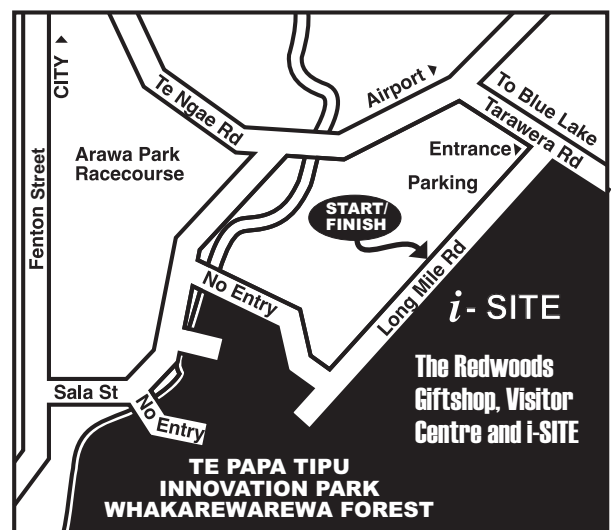 CITY
Te Ngae Rd
Airport
To Blue Lake
Tarawera Rd
Fenton Street
Arawa Park
Racecourse
Entrance
Parking
START/
FINISH
No Entry
Long Mile Rd
i-SITE
The Redwoods
Giftshop, Visitor
Centre and i-SITE
Sala St
No Entry
TE PAPA TIPU
INNOVATION PARK
WHAKAREWAREWA FOREST